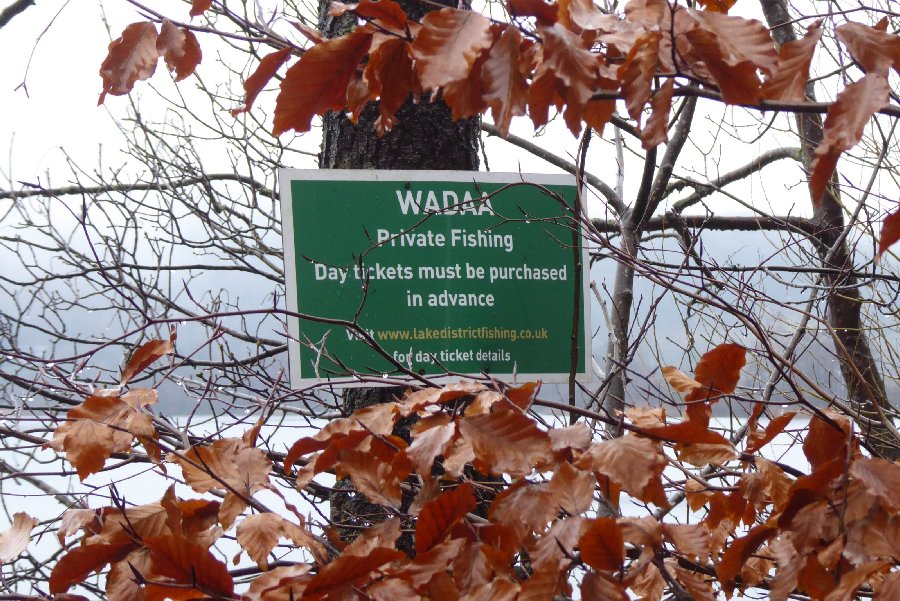 WADAA
Private Fishing
Day tickets must be purchased
in advance
Visit www.lakedistrictfishing.co.uk
for day ticket details